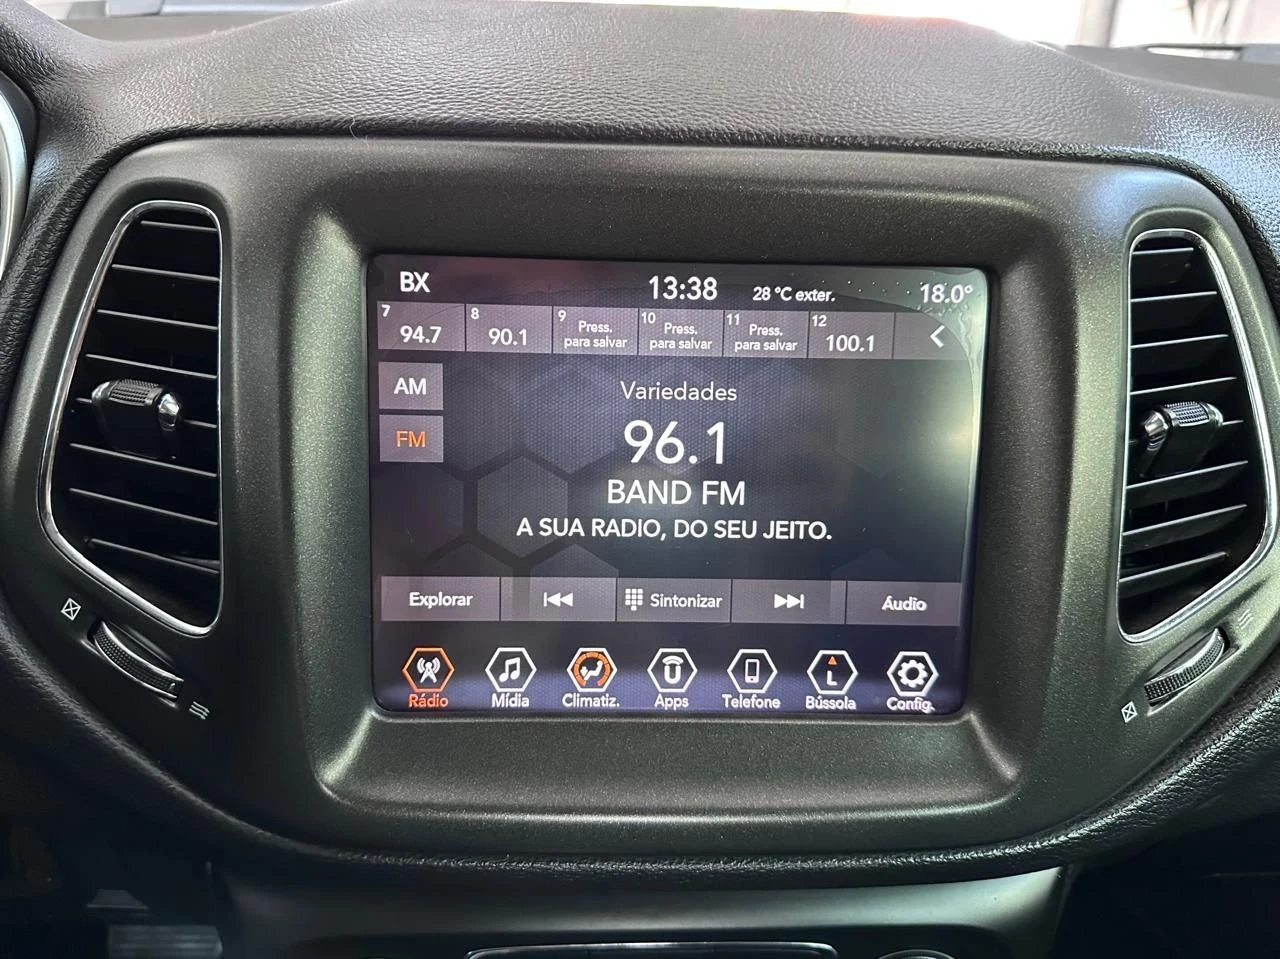 BX 13:38 28 °C exter. 18.0°
7 94.7 8 90.1 9 Press. para salvar 10 Press. para salvar 11 Press. para salvar 12 100.1
AM
FM
Variedades
96.1
BAND FM
A SUA RADIO, DO SEU JEITO.
Explorar Sintonizar Áudio
Rádio Mídia Climatiz. Apps Telefone L Bússola Config.